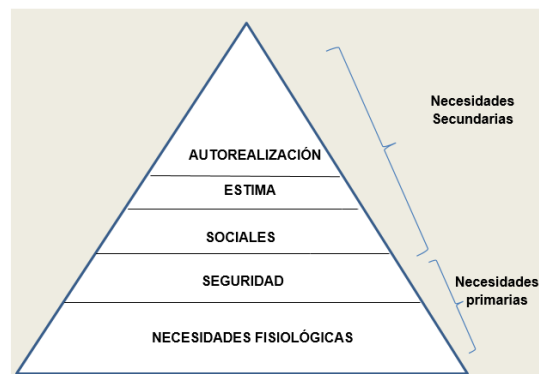 Necesidades
Secundarias
AUTOREALIZACIÓN
ESTIMA
SOCIALES
SEGURIDAD
Necesidades
primarias
NECESIDADES FISIOLÓGICAS